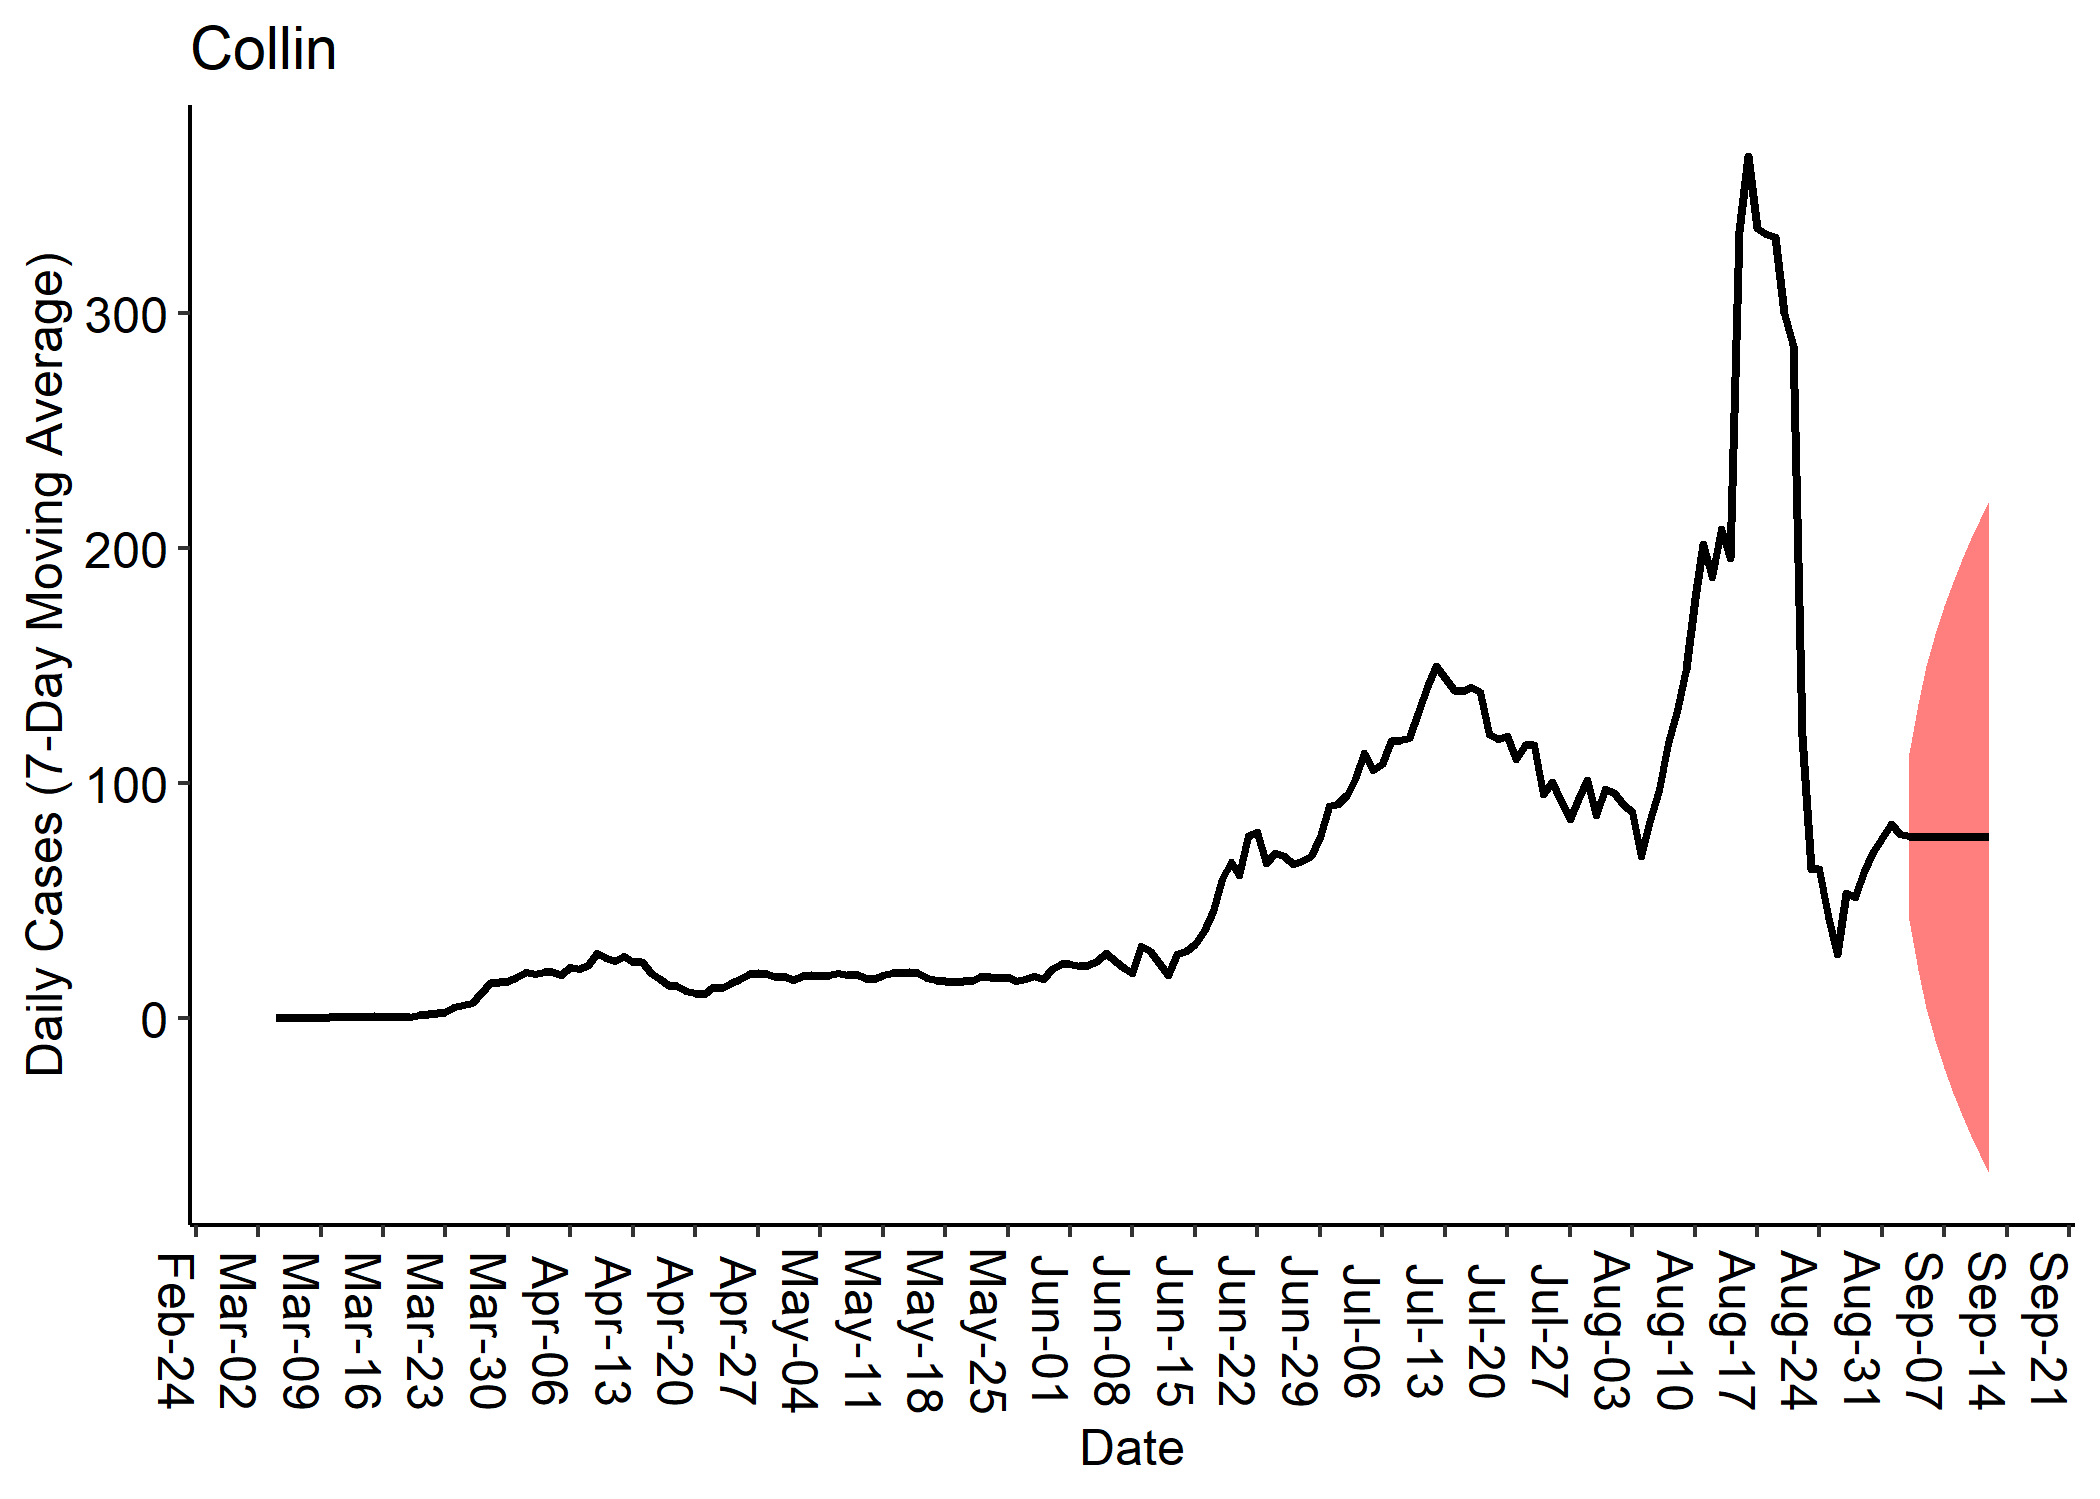 Collin
Daily Cases (7-Day Moving Average)
300
200
100
0
Feb-24
Mar-02
Mar-09
Mar-16
Mar-23
Mar-30
Apr-06
Apr-13
Apr-20
Apr-27
May-04
May-11
May-18
May-25
Jun-01
Jun-08
Jun-15
Jun-22
Jun-29
Jul-06
Jul-13
Jul-20
Jul-27
Aug-03
Aug-10
Aug-17
Aug-24
Aug-31
Sep-07
Sep-14
Sep-21
Date